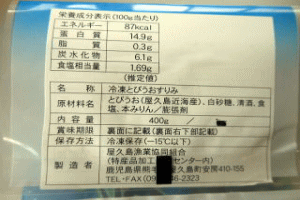 栄養成分表示(100g当たり)
エネルギー 87kcal
蛋白質 14.9g
脂質 0.3g
炭水化物 6.1g
食塩相当量 1.69g
(推定値)
名称 冷凍とびうおすりみ
原材料名 とびうお(屋久島近海産)、白砂糖、清酒、食
塩、本みりん/膨張剤
内容量 400g
賞味期限 裏面に記載(裏面右下部記載)
保存方法 冷凍保存(−15℃以下)
製造者 屋久島漁業協同組合
(特産品加工 センター内)
鹿児島県熊毛 屋久島町安房410-155
TEL・FAX(09 46-2323